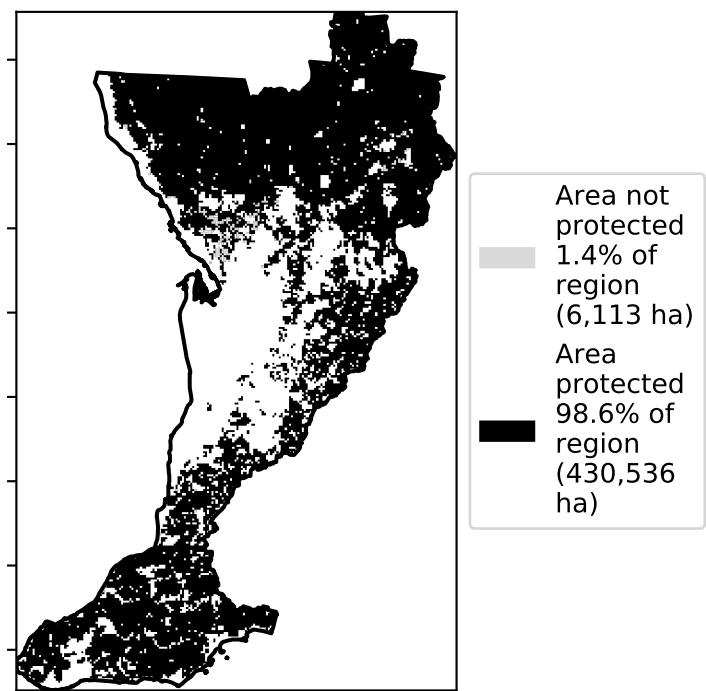 Area not
protected
1.4% of
region
(6,113 ha)
Area
protected
98.6% of
region
(430,536
ha)